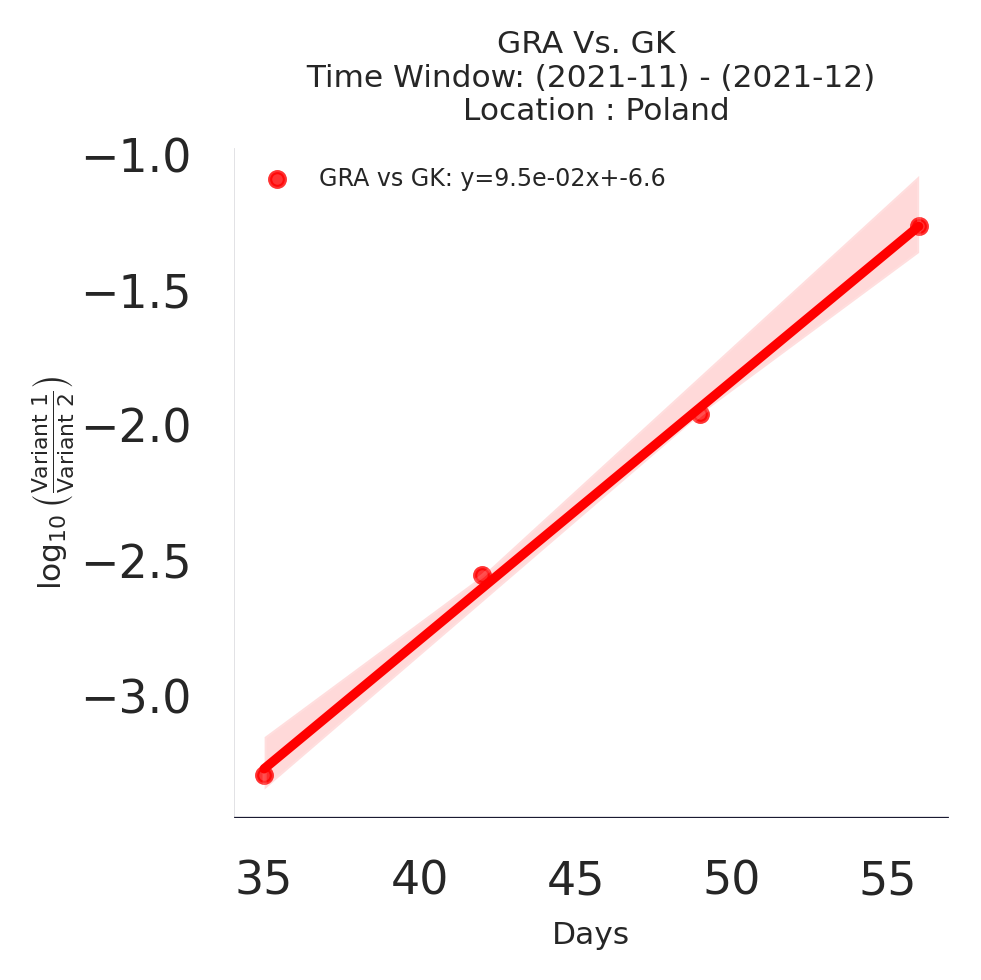 GRA Vs. GK
Time Window: (2021-11) - (2021-12)
Location : Poland
−1.0
GRA vs GK: y=9.5e-02x+-6.6
−1.5
log10 (Variant 1 / Variant 2)
−2.0
−2.5
−3.0
35 40 45 50 55
Days